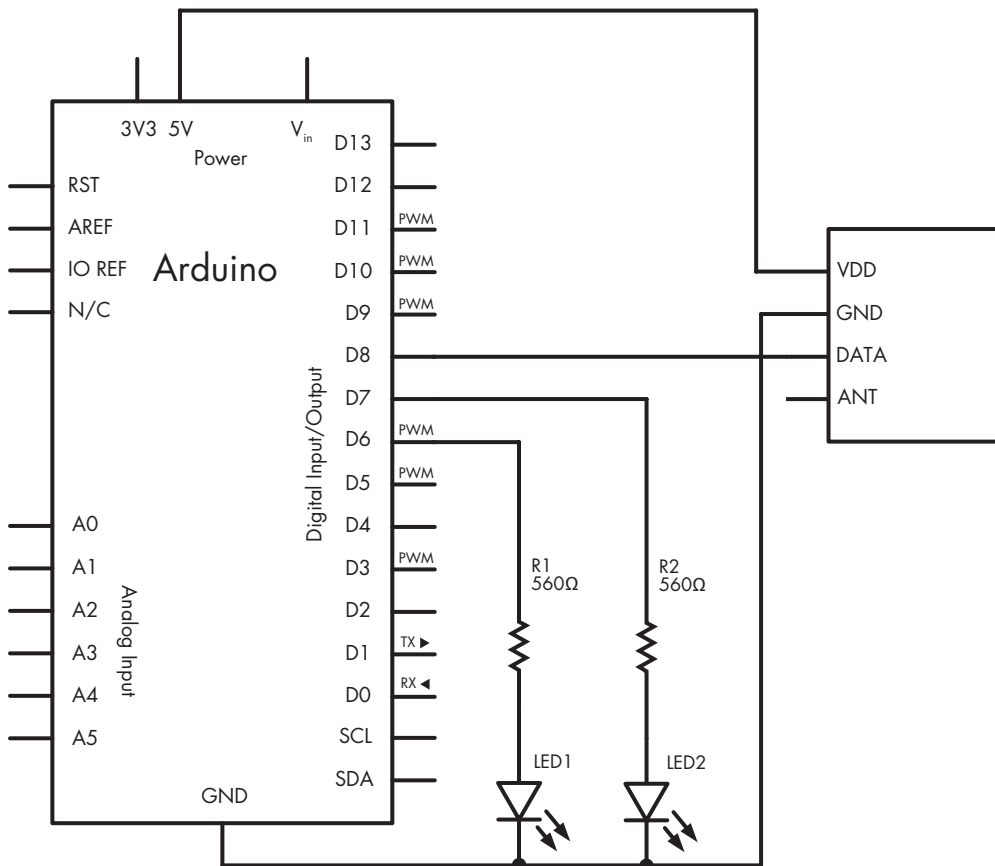 3V3 5V Vin
Power
Arduino
RST
AREF
IO REF
N/C
A0
A1
A2
A3
A4
A5
Analog Input
GND
D13
D12
D11 PWM
D10 PWM
D9 PWM
D8
D7
D6 PWM
D5 PWM
D4
D3 PWM
D2
D1 TX ►
D0 RX ◄
SCL
SDA
Digital Input/Output
R1
560Ω
R2
560Ω
LED1
LED2
VDD
GND
DATA
ANT